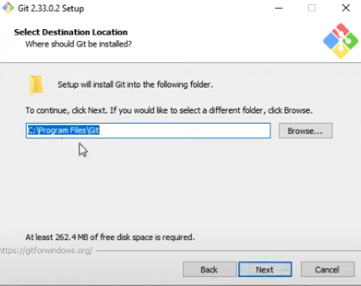 Git 2.33.0.2 Setup
Select Destination Location
Where should Git be installed?
Setup will install Git into the following folder.
To continue, click Next. If you would like to select a different folder, click Browse.
C:\Program Files\Git
Browse...
At least 262.4 MB of free disk space is required.
https://gitforwindows.org/
Back
Next
Cancel